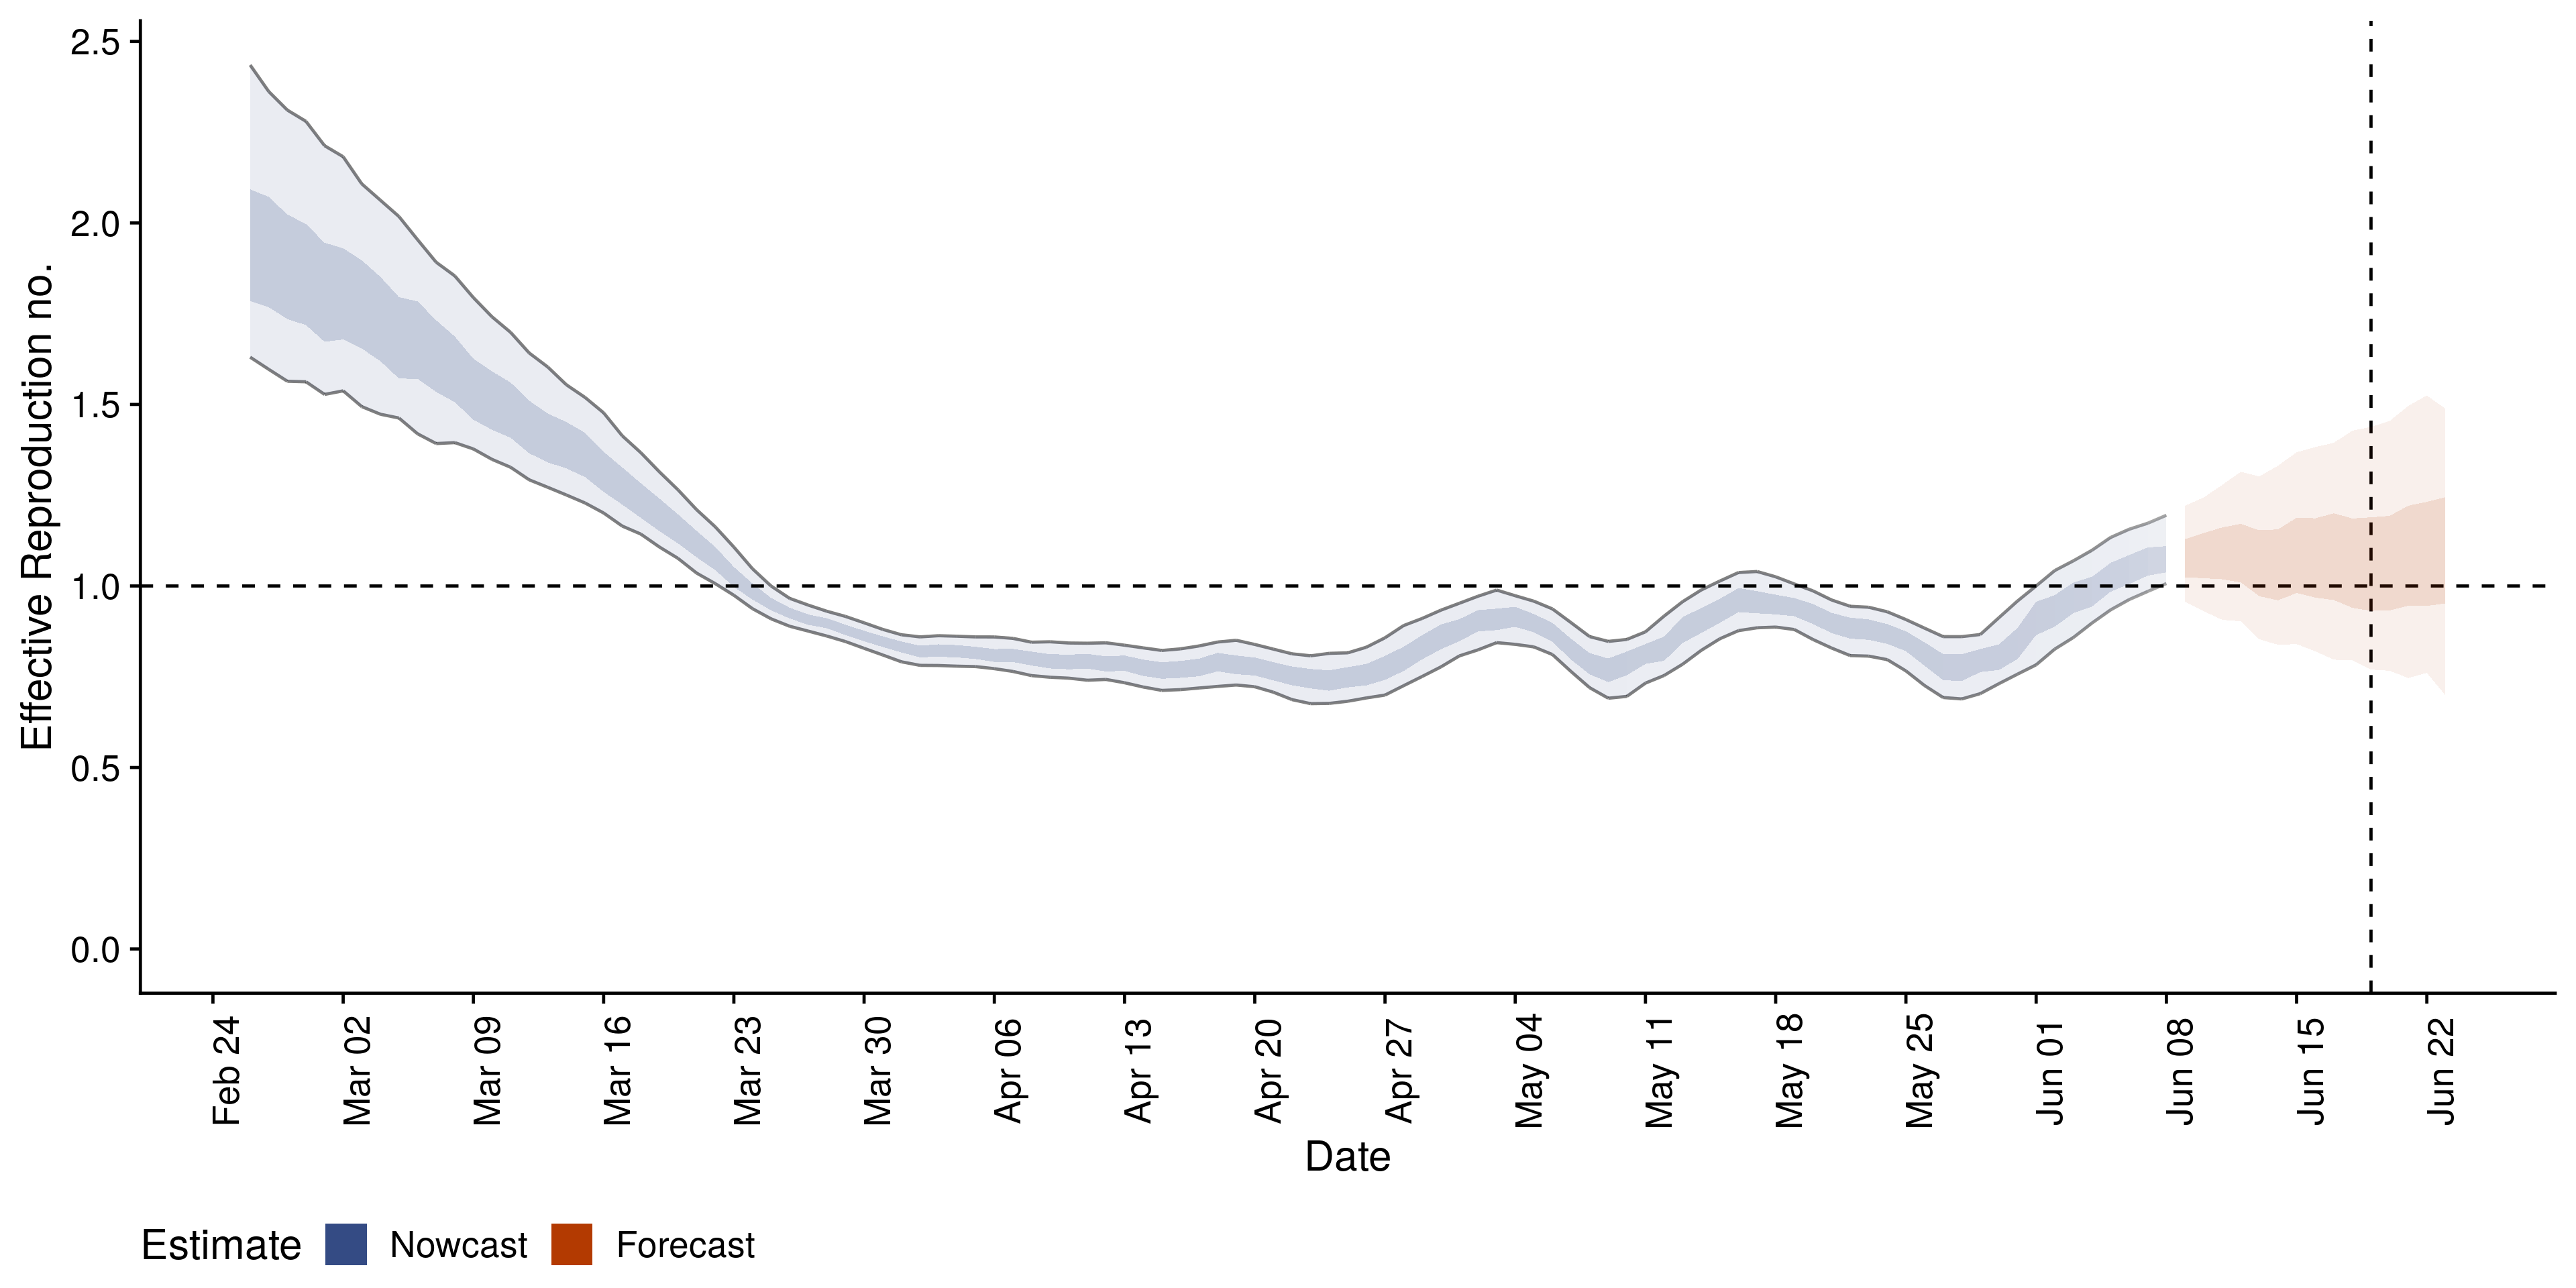 2.5
2.0
1.5
1.0
0.5
0.0
Effective Reproduction no.
Feb 24
Mar 02
Mar 09
Mar 16
Mar 23
Mar 30
Apr 06
Apr 13
Apr 20
Apr 27
May 04
May 11
May 18
May 25
Jun 01
Jun 08
Jun 15
Jun 22
Date
Estimate Nowcast Forecast